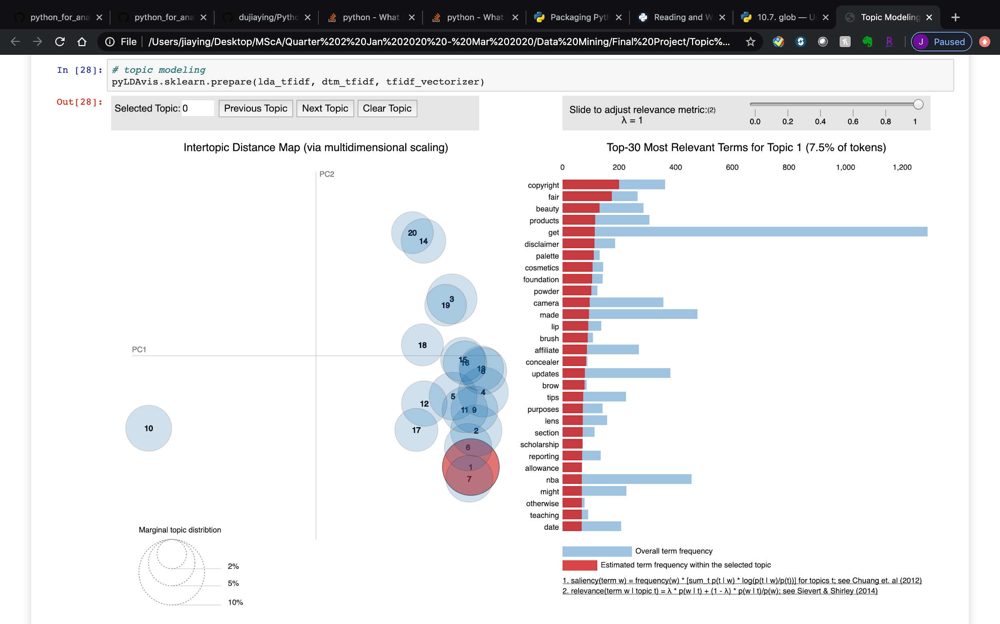 python_for_ana
python_for_ana
dujiaying/Pytho
python - What
python - What
Packaging Pyth
Reading and W
10.7. glob — U
Topic Modeling
File
/Users/jiaying/Desktop/MScA/Quarter%202%20Jan%202020%20-%20Mar%202020/Data%20Mining/Final%20Project/Topic%...
J Paused
In [28]:
# topic modeling
pyLDAvis.sklearn.prepare(lda_tfidf, dtm_tfidf, tfidf_vectorizer)
Out[28]:
Selected Topic: 0 Previous Topic Next Topic Clear Topic
Slide to adjust relevance metric:(2)
λ = 1
0.0 0.2 0.4 0.6 0.8 1
Intertopic Distance Map (via multidimensional scaling)
PC2
20
14
3
19
18
PC1
15
16
13
8
4
5
12
11 9
10
17
2
6
1
7
Marginal topic distribtion
2%
5%
10%
Top-30 Most Relevant Terms for Topic 1 (7.5% of tokens)
0 200 400 600 800 1,000 1,200
copyright
fair
beauty
products
get
disclaimer
palette
cosmetics
foundation
powder
camera
made
lip
brush
affiliate
concealer
updates
brow
tips
purposes
lens
section
scholarship
reporting
allowance
nba
might
otherwise
teaching
date
Overall term frequency
Estimated term frequency within the selected topic
1. saliency(term w) = frequency(w) * [sum_t p(t | w) * log(p(t | w)/p(t))] for topics t; see Chuang et. al (2012)
2. relevance(term w | topic t) = λ * p(w | t) + (1 - λ) * p(w | t)/p(w); see Sievert & Shirley (2014)